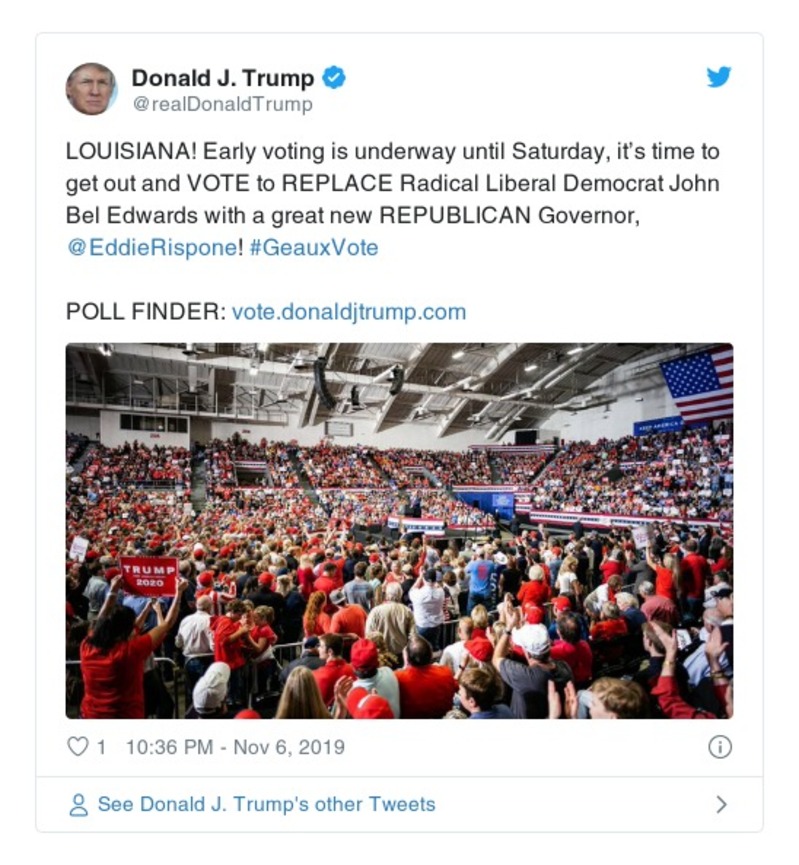 Donald J. Trump
@realDonaldTrump
LOUISIANA! Early voting is underway until Saturday, it’s time to
get out and VOTE to REPLACE Radical Liberal Democrat John
Bel Edwards with a great new REPUBLICAN Governor,
@EddieRispone! #GeauxVote
POLL FINDER: vote.donaldjtrump.com
KEEP AMERICA
TRUMP
2020
1 10:36 PM - Nov 6, 2019
See Donald J. Trump's other Tweets